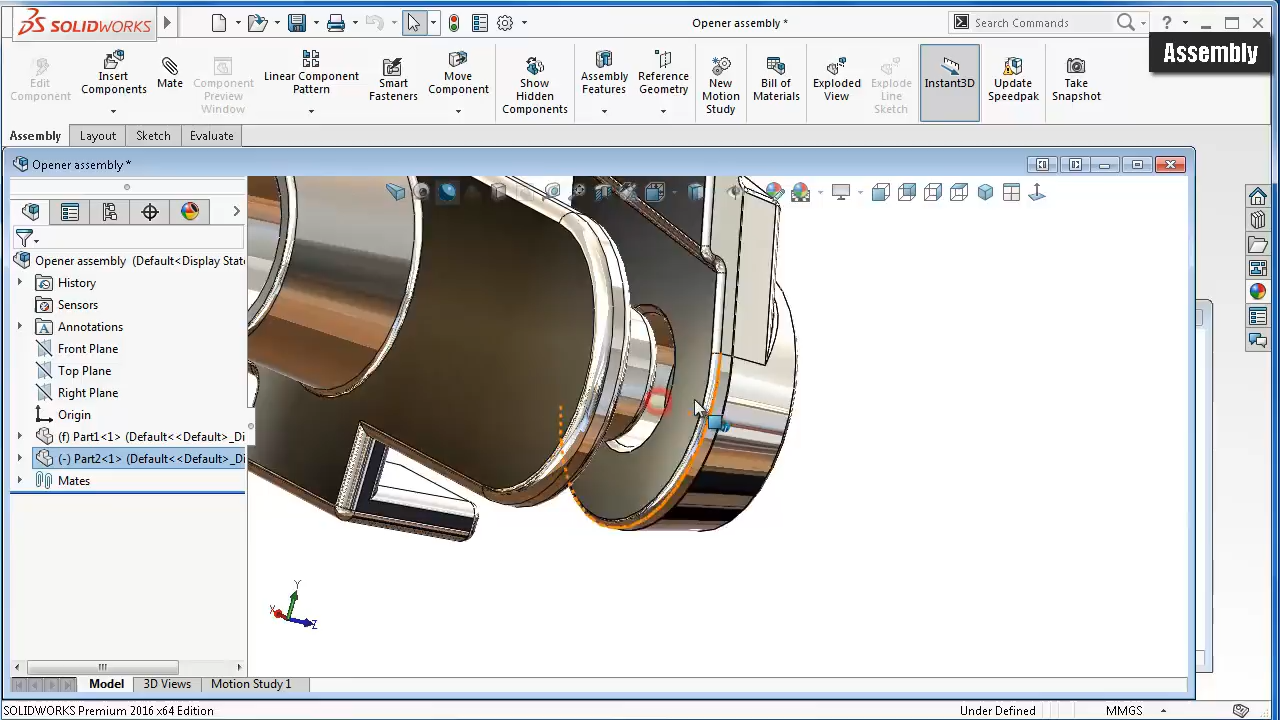 SOLIDWORKS
Opener assembly *
Search Commands
?
Assembly
Edit
Component
Insert
Components
Mate
Component
Preview
Window
Linear Component
Pattern
Smart
Fasteners
Move
Component
Show
Hidden
Components
Assembly
Features
Reference
Geometry
New
Motion
Study
Bill of
Materials
Exploded
View
Explode
Line
Sketch
Instant3D
Update
Speedpak
Take
Snapshot
Assembly
Layout
Sketch
Evaluate
Opener assembly *
Opener assembly (Default<Display State
History
Sensors
Annotations
Front Plane
Top Plane
Right Plane
Origin
(f) Part1<1> (Default<<Default>_Di
(-) Part2<1> (Default<<Default>_Di
Mates
Y
X
Z
Model
3D Views
Motion Study 1
SOLIDWORKS Premium 2016 x64 Edition
Under Defined
MMGS